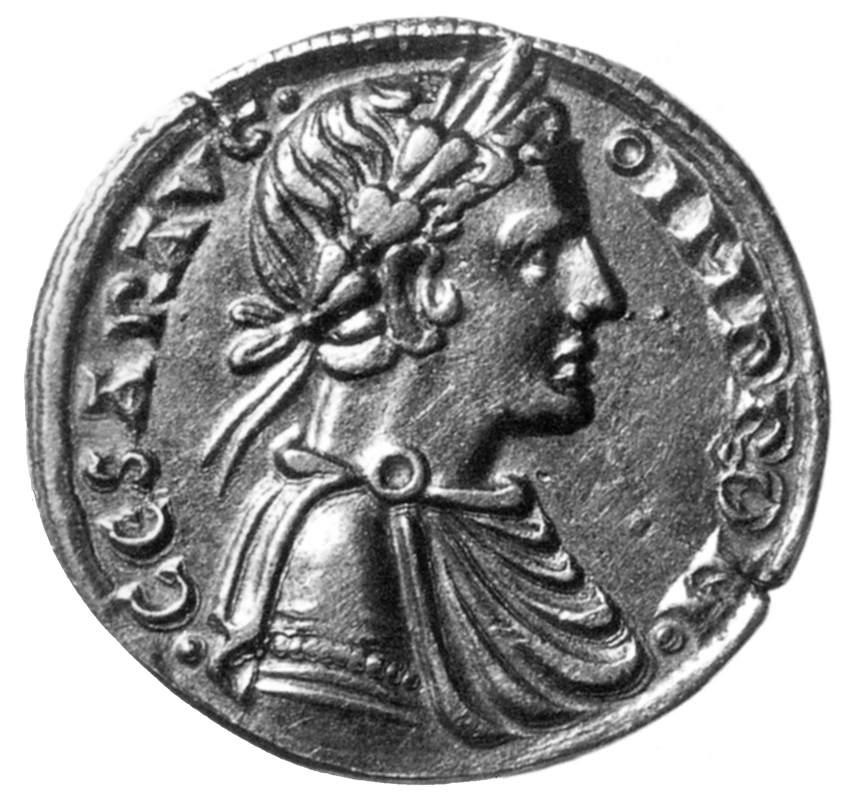 · CESAR AVG ·
IMP ROM ·